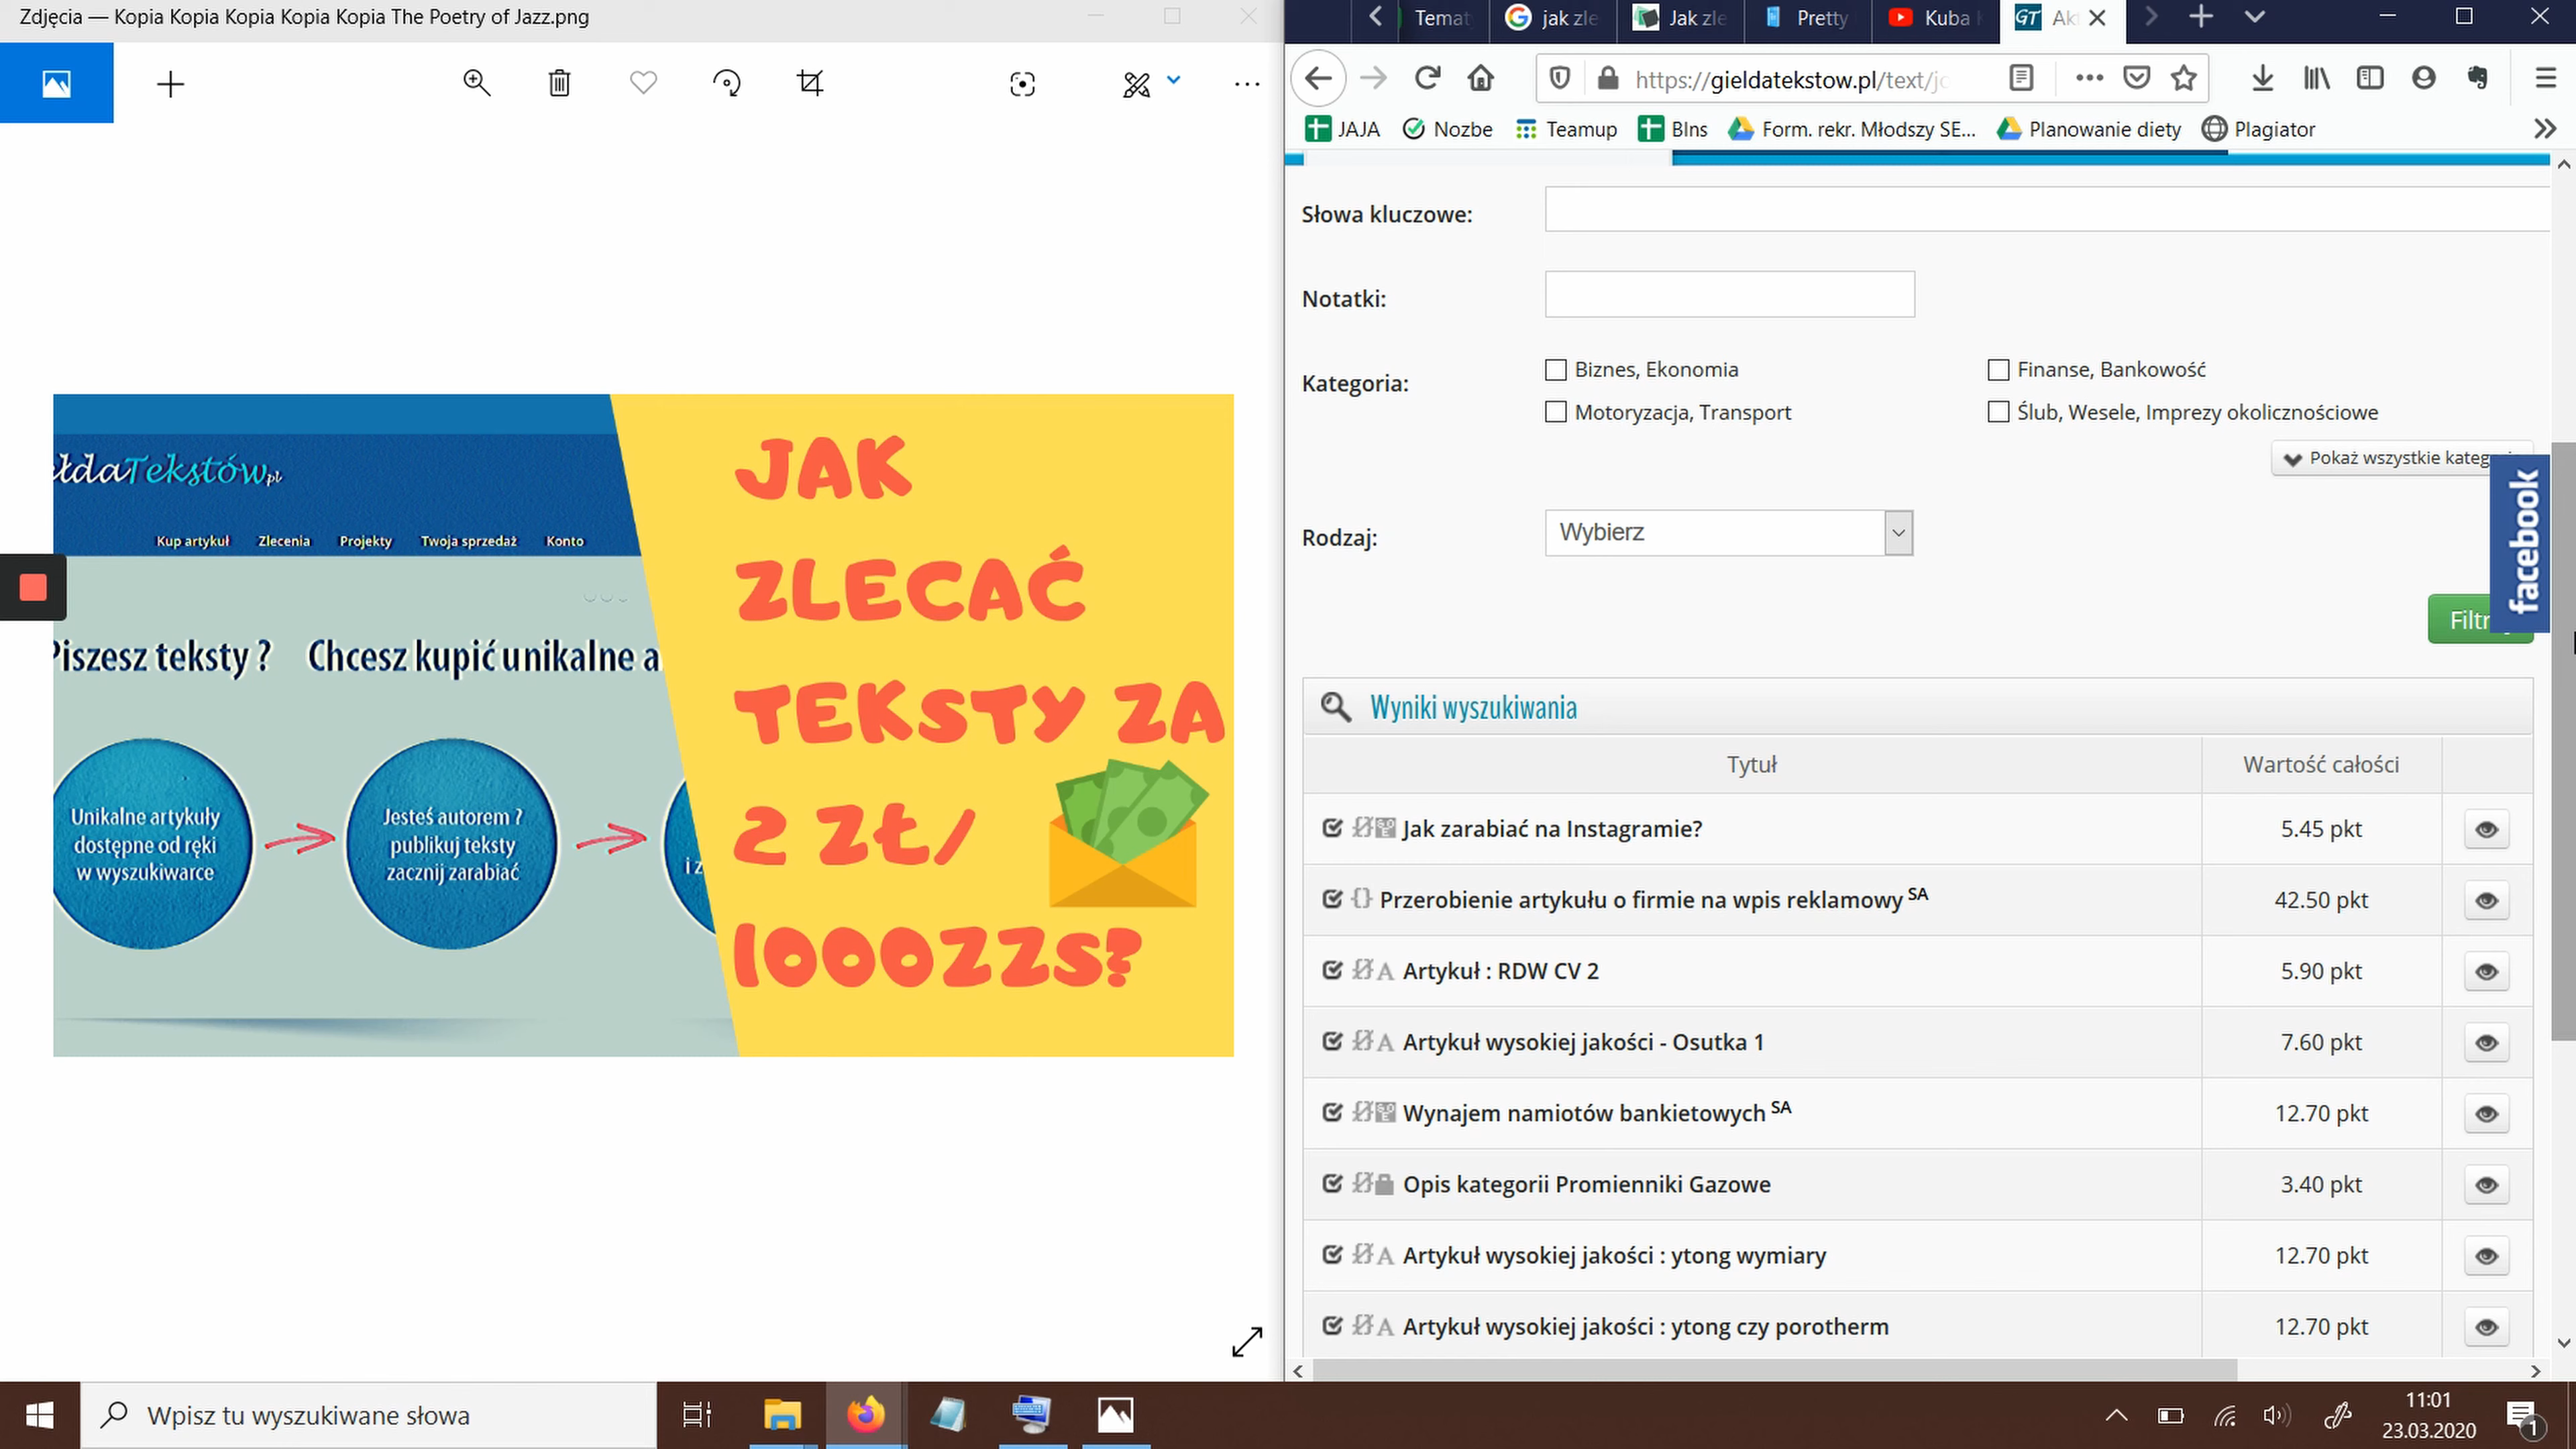 Zdjęcia — Kopia Kopia Kopia Kopia Kopia The Poetry of Jazz.png
ełdaTekstów.pl
Kup artykuł Zlecenia Projekty Twoja sprzedaż Konto
Piszesz teksty ? Chcesz kupić unikalne a
Unikalne artykuły
dostępne od ręki
w wyszukiwarce
Jesteś autorem ?
publikuj teksty
zacznij zarabiać
i z
JAK
ZLECAĆ
TEKSTY ZA
2 ZŁ/
1000ZZS?
Temat
jak zle
Jak zle
Pretty
Kuba
GT Ak
https://gieldatekstow.pl/text/jo
JAJA Nozbe Teamup BIns Form. rekr. Młodszy SE... Planowanie diety Plagiator
Słowa kluczowe:
Notatki:
Kategoria:
Biznes, Ekonomia
Finanse, Bankowość
Motoryzacja, Transport
Ślub, Wesele, Imprezy okolicznościowe
Pokaż wszystkie kateg
facebook
Rodzaj: Wybierz
Filtr
Wyniki wyszukiwania
Tytuł Wartość całości
Jak zarabiać na Instagramie? 5.45 pkt
Przerobienie artykułu o firmie na wpis reklamowy SA 42.50 pkt
A Artykuł : RDW CV 2 5.90 pkt
A Artykuł wysokiej jakości - Osutka 1 7.60 pkt
Wynajem namiotów bankietowych SA 12.70 pkt
Opis kategorii Promienniki Gazowe 3.40 pkt
A Artykuł wysokiej jakości : ytong wymiary 12.70 pkt
A Artykuł wysokiej jakości : ytong czy porotherm 12.70 pkt
Wpisz tu wyszukiwane słowa
11:01
23.03.2020
1